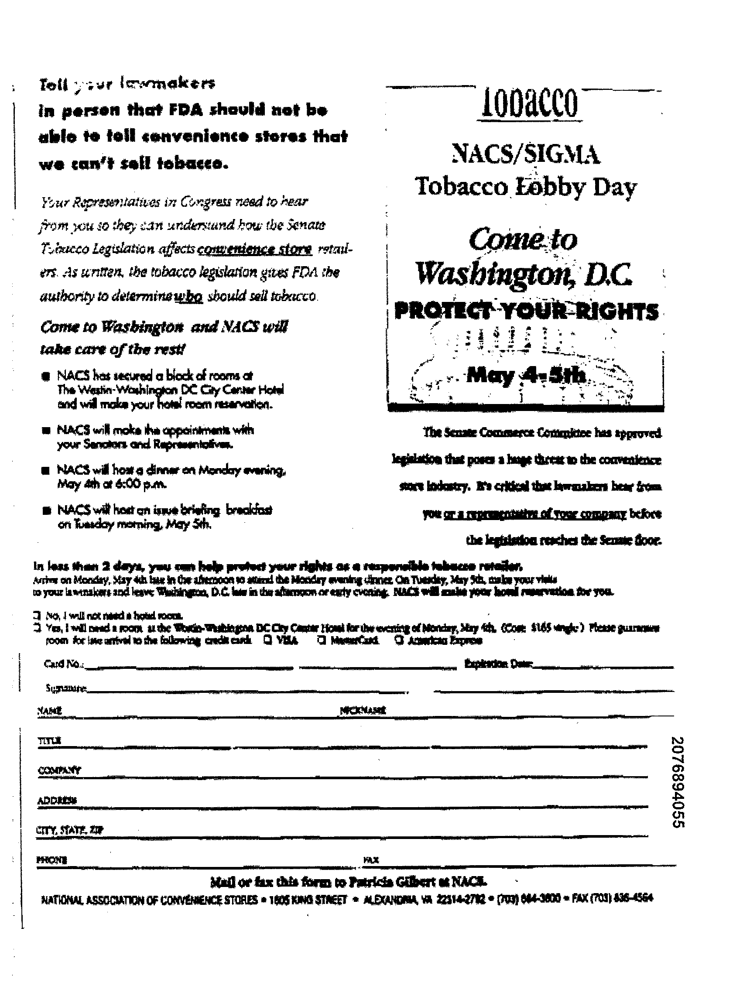 Tell your lawmakers
in person that FDA should not be
able to tell convenience stores that
we can't sell tobacco.
Your Representatives in Congress need to hear
from you so they can understand how the Senate
Tobacco Legislation affects convenience store retail-
ers. As written, the tobacco legislation gives FDA the
authority to determine who should sell tobacco.
Come to Washington and NACS will
take care of the rest!
■ NACS has secured a block of rooms at
The Westin-Washington DC City Center Hotel
and will make your hotel room reservation.
■ NACS will make the appointments with
your Senators and Representatives.
■ NACS will host a dinner on Monday evening,
May 4th at 6:00 p.m.
■ NACS will host an issue briefing breakfast
on Tuesday morning, May 5th.
Tobacco
NACS/SIGMA
Tobacco Lobby Day
Come to
Washington, D.C.
PROTECT YOUR RIGHTS
May 4-5th
The Senate Commerce Committee has approved
legislation that poses a huge threat to the convenience
store industry. It's critical that lawmakers hear from
you or a representative of your company before
the legislation reaches the Senate floor.
In less than 2 days, you can help protect your rights as a responsible tobacco retailer.
Arrive on Monday, May 4th late in the afternoon to attend the Monday evening dinner. On Tuesday, May 5th, make your visits
to your lawmakers and leave Washington, D.C. late in the afternoon or early evening. NACS will make your hotel reservation for you.
❑ No, I will not need a hotel room.
❑ Yes, I will need a room at the Westin-Washington DC City Center Hotel for the evening of Monday, May 4th. (Cost: $165 single) Please guarantee
room for late arrival to the following credit card: ❑ VISA ❑ MasterCard ❑ American Express
Card No.: Expiration Date:
Signature:
NAME NICKNAME
TITLE
COMPANY
ADDRESS
CITY, STATE, ZIP
PHONE FAX
Mail or fax this form to Patricia Gilbert at NACS.
NATIONAL ASSOCIATION OF CONVENIENCE STORES • 1605 KING STREET • ALEXANDRIA, VA 22314-2792 • (703) 684-3600 • FAX (703) 836-4564
2076894055